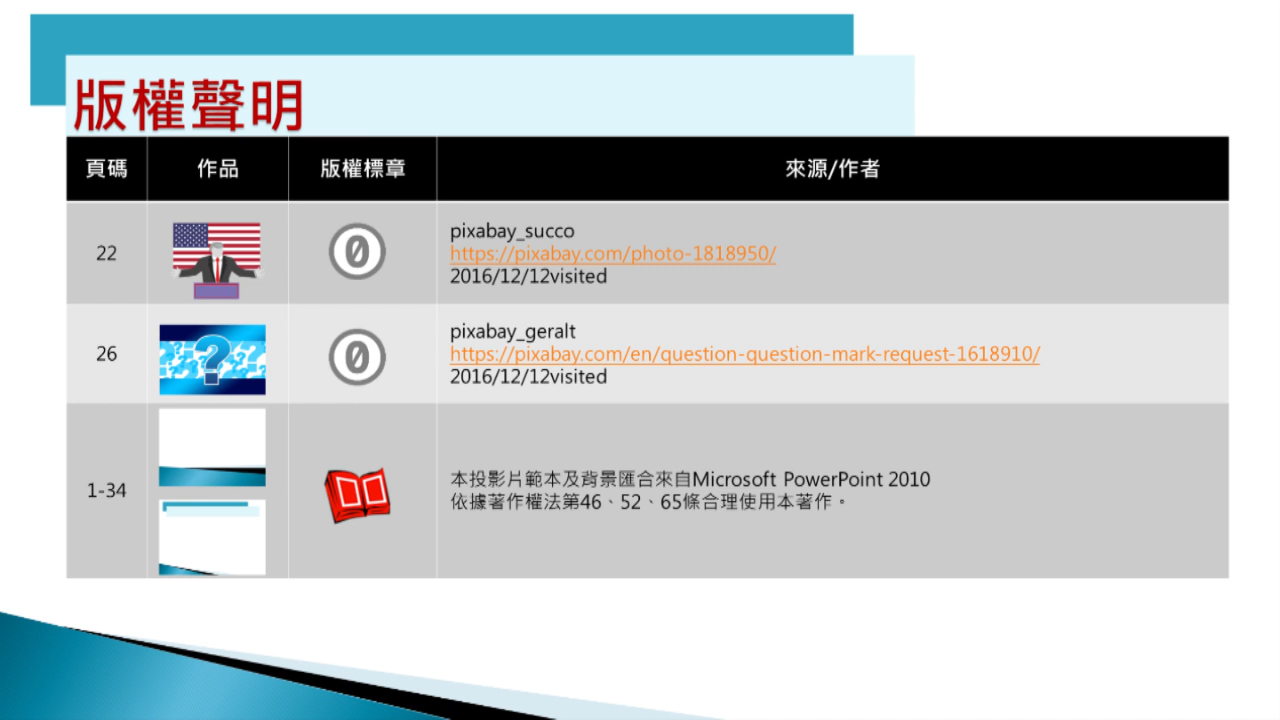 版權聲明
頁碼 作品 版權標章 來源/作者
22
pixabay_succo
https://pixabay.com/photo-1818950/
2016/12/12visited
26
pixabay_geralt
https://pixabay.com/en/question-question-mark-request-1618910/
2016/12/12visited
1-34
本投影片範本及背景匯合來自Microsoft PowerPoint 2010
依據著作權法第46、52、65條合理使用本著作。